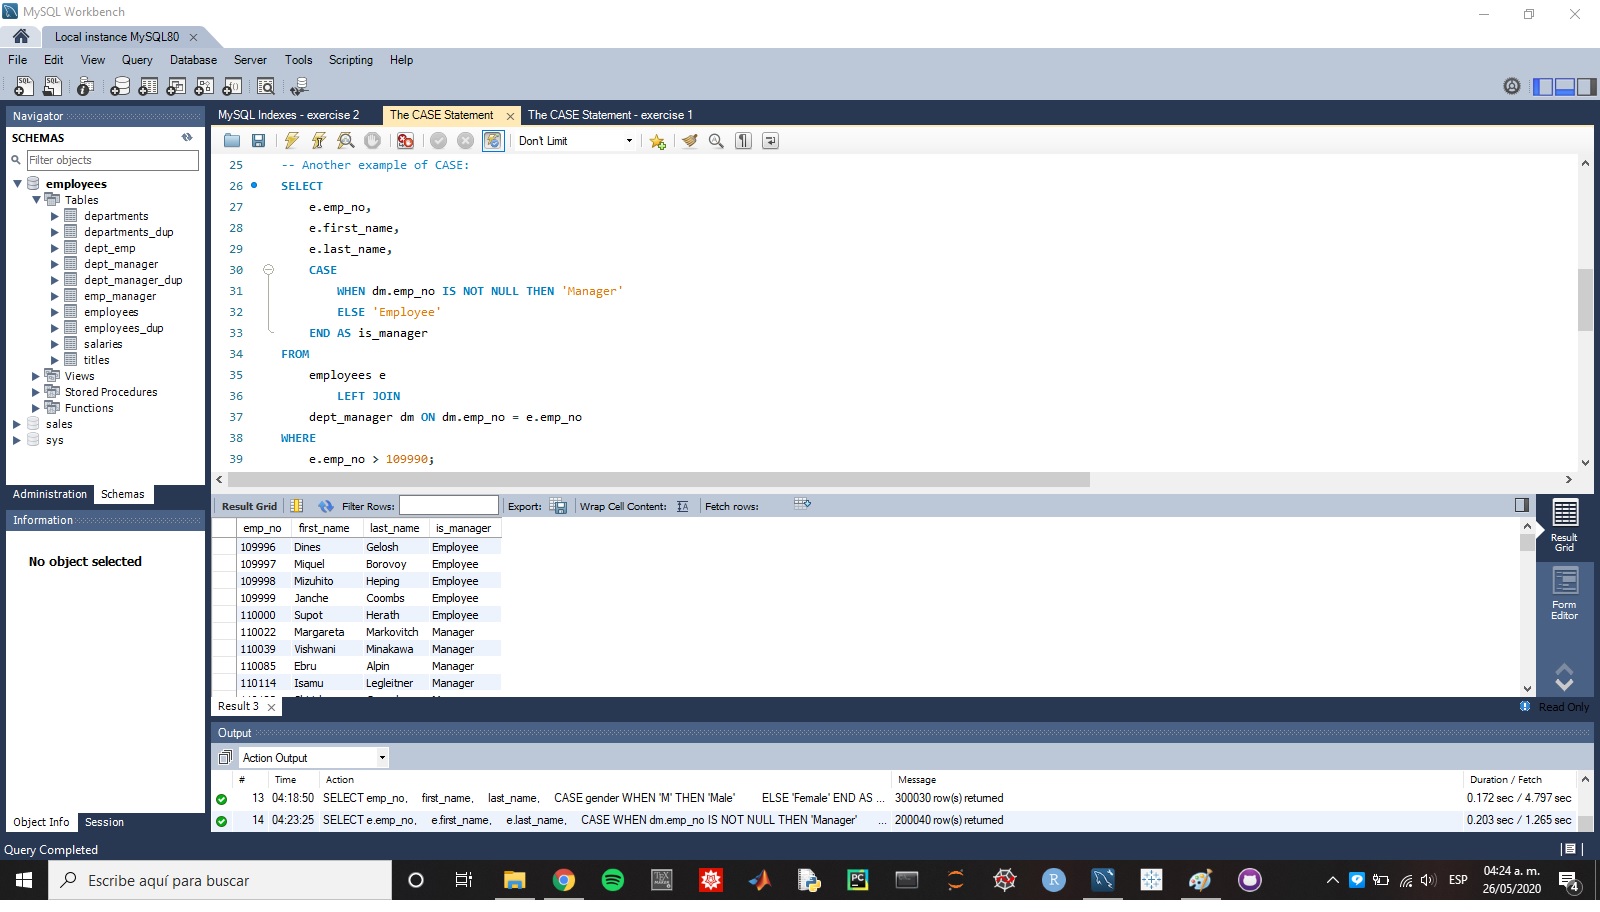 MySQL Workbench
Local instance MySQL80
File Edit View Query Database Server Tools Scripting Help
Navigator
SCHEMAS
Filter objects
employees
Tables
departments
departments_dup
dept_emp
dept_manager
dept_manager_dup
emp_manager
employees
employees_dup
salaries
titles
Views
Stored Procedures
Functions
sales
sys
Administration Schemas
Information
No object selected
Object Info Session
MySQL Indexes - exercise 2 The CASE Statement The CASE Statement - exercise 1
Don't Limit
25 -- Another example of CASE:
26 SELECT
27 e.emp_no,
28 e.first_name,
29 e.last_name,
30 CASE
31 WHEN dm.emp_no IS NOT NULL THEN 'Manager'
32 ELSE 'Employee'
33 END AS is_manager
34 FROM
35 employees e
36 LEFT JOIN
37 dept_manager dm ON dm.emp_no = e.emp_no
38 WHERE
39 e.emp_no > 109990;
Result Grid Filter Rows: Export: Wrap Cell Content: Fetch rows:
emp_no first_name last_name is_manager
109996 Dines Gelosh Employee
109997 Miquel Borovoy Employee
109998 Mizuhito Heping Employee
109999 Janche Coombs Employee
110000 Supot Herath Employee
110022 Margareta Markovitch Manager
110039 Vishwani Minakawa Manager
110085 Ebru Alpin Manager
110114 Isamu Legleitner Manager
Result Grid
Form Editor
Result 3
Read Only
Output
Action Output
# Time Action Message Duration / Fetch
13 04:18:50 SELECT emp_no, first_name, last_name, CASE gender WHEN 'M' THEN 'Male' ELSE 'Female' END AS ... 300030 row(s) returned 0.172 sec / 4.797 sec
14 04:23:25 SELECT e.emp_no, e.first_name, e.last_name, CASE WHEN dm.emp_no IS NOT NULL THEN 'Manager' ... 200040 row(s) returned 0.203 sec / 1.265 sec
Query Completed
Escribe aquí para buscar
ESP
04:24 a. m.
26/05/2020
4